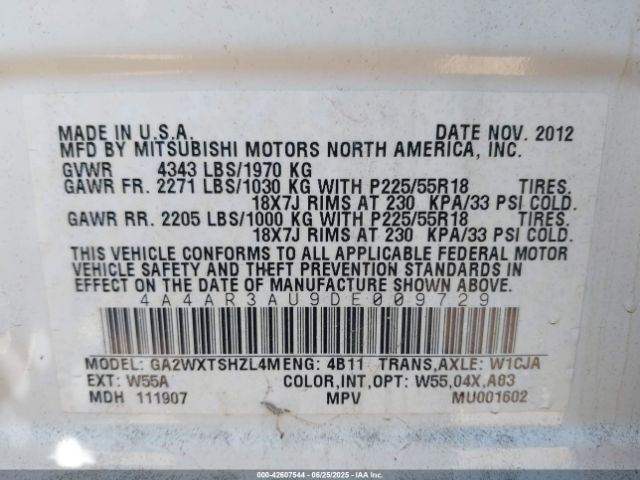 MADE IN U.S.A. DATE NOV. 2012
MFD BY MITSUBISHI MOTORS NORTH AMERICA, INC.
GVWR 4343 LBS/1970 KG
GAWR FR. 2271 LBS/1030 KG WITH P225/55R18 TIRES.
18X7J RIMS AT 230 KPA/33 PSI COLD.
GAWR RR. 2205 LBS/1000 KG WITH P225/55R18 TIRES.
18X7J RIMS AT 230 KPA/33 PSI COLD.
THIS VEHICLE CONFORMS TO ALL APPLICABLE FEDERAL MOTOR
VEHICLE SAFETY AND THEFT PREVENTION STANDARDS IN
EFFECT ON THE DATE OF MANUFACTURE SHOWN ABOVE.
4A4AR3AU9DE009729
MODEL: GA2WXTSHZL4M ENG: 4B11 TRANS,AXLE: W1CJA
EXT: W55A COLOR,INT,OPT: W55,04X,A03
MDH 111907 MPV MU001602
000-42607544 - 06/25/2025 - IAA